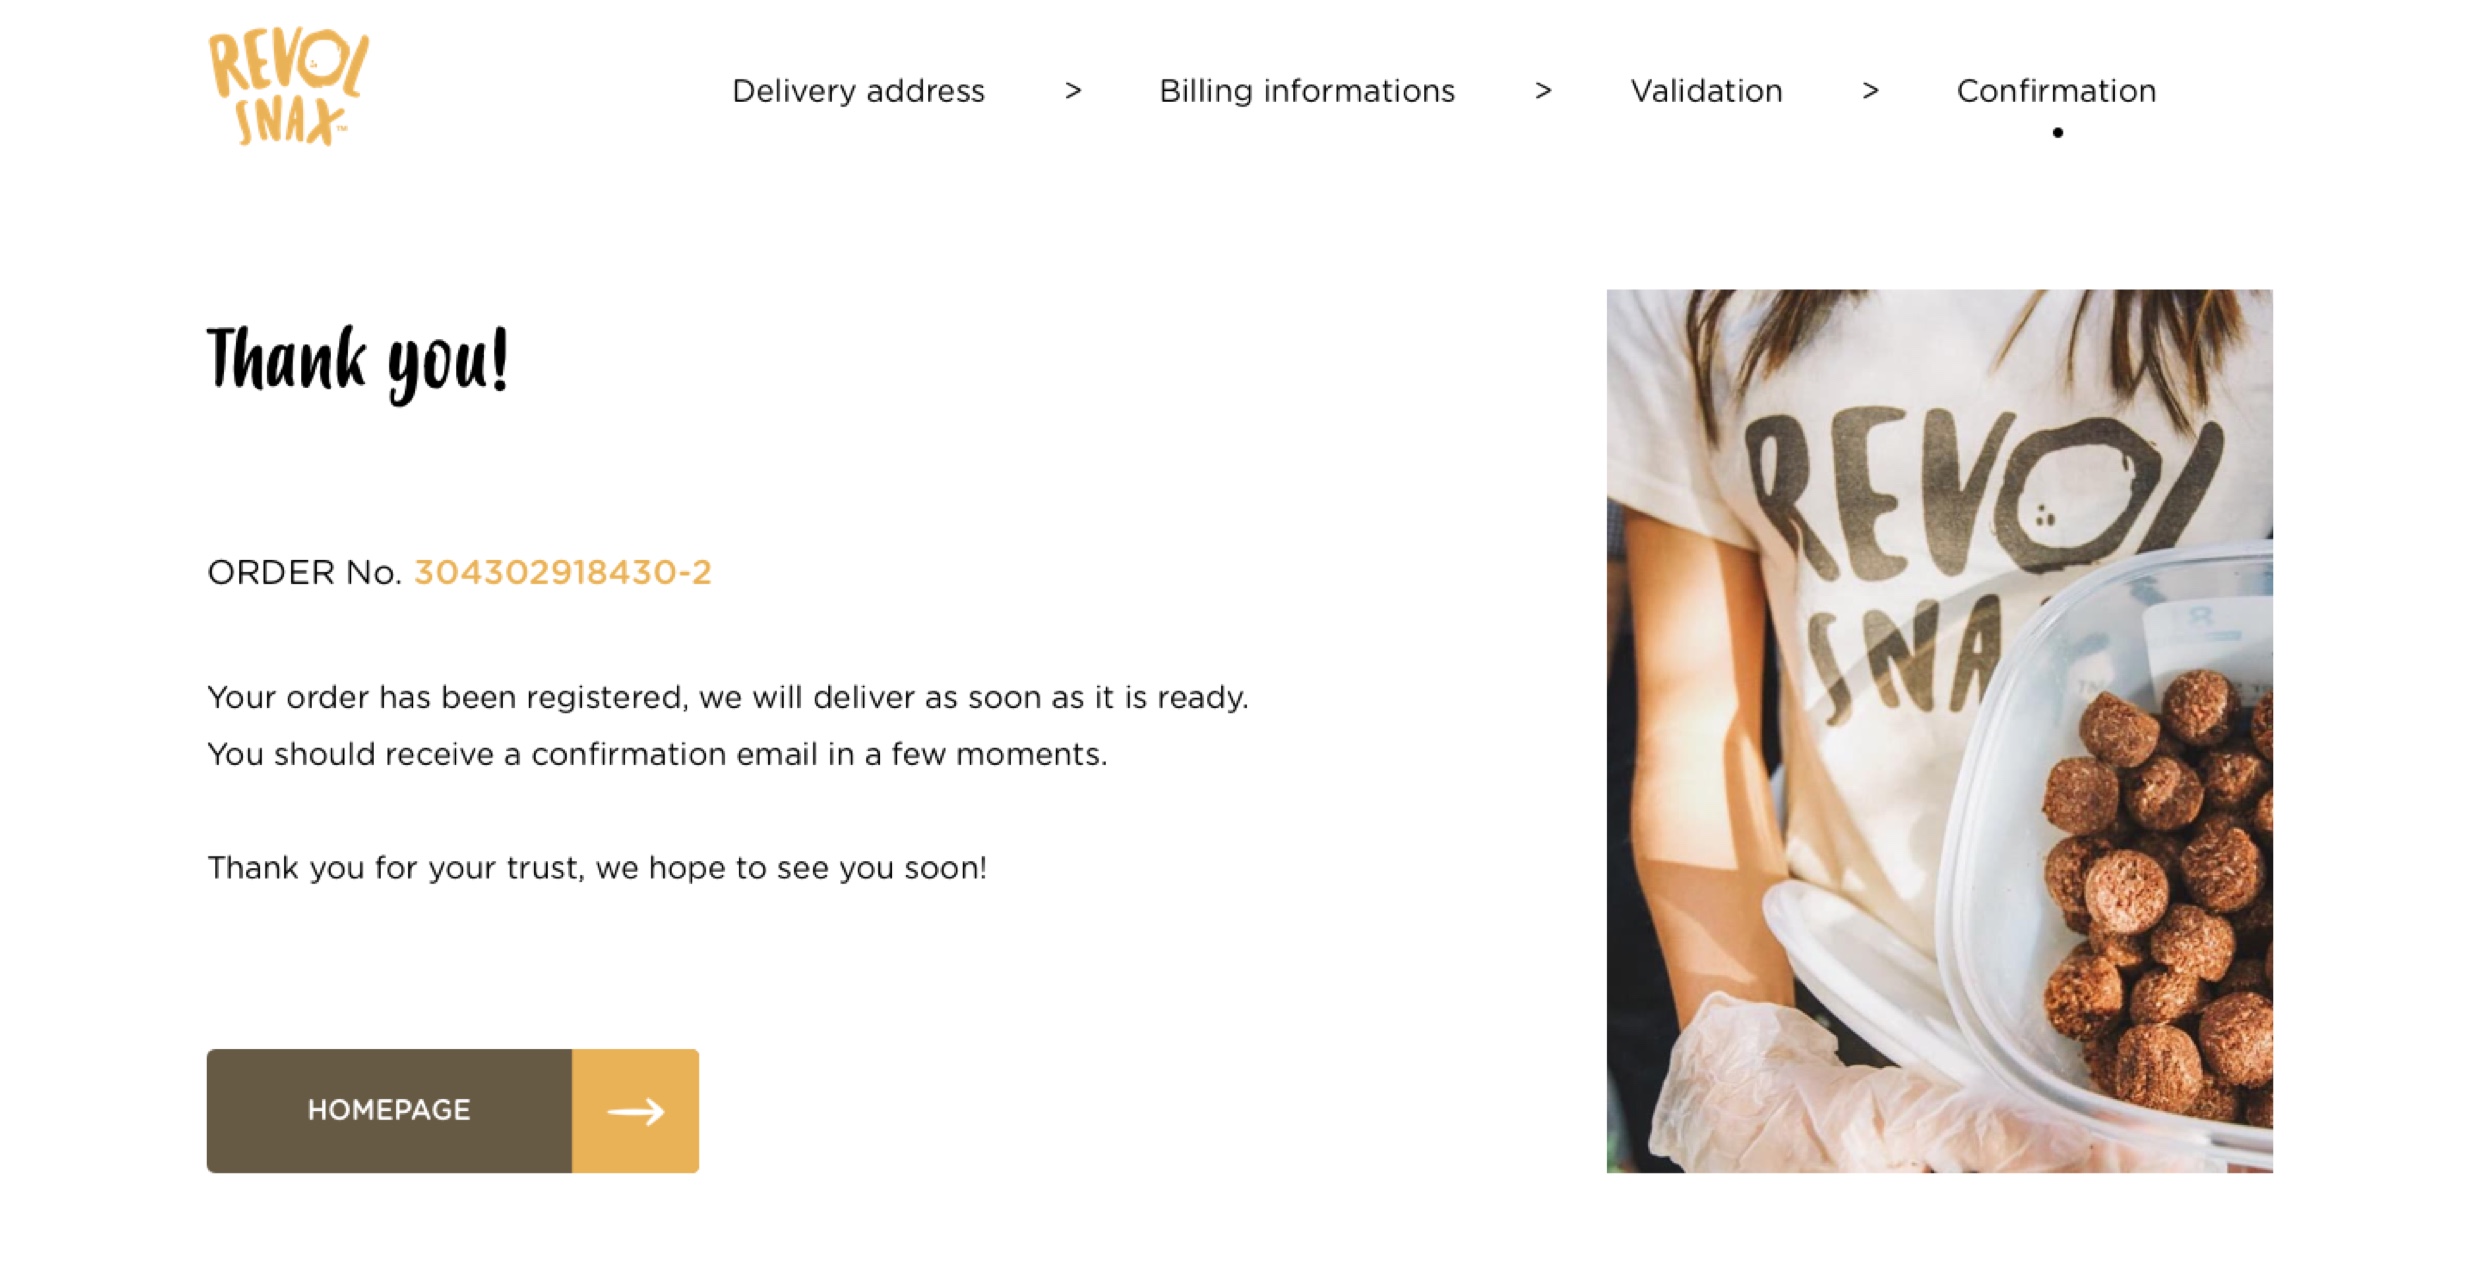 REVOL
SNAX™
Delivery address > Billing informations > Validation > Confirmation
Thank you!
REVOL
SNA
ORDER No. 304302918430-2
Your order has been registered, we will deliver as soon as it is ready.
You should receive a confirmation email in a few moments.
Thank you for your trust, we hope to see you soon!
HOMEPAGE